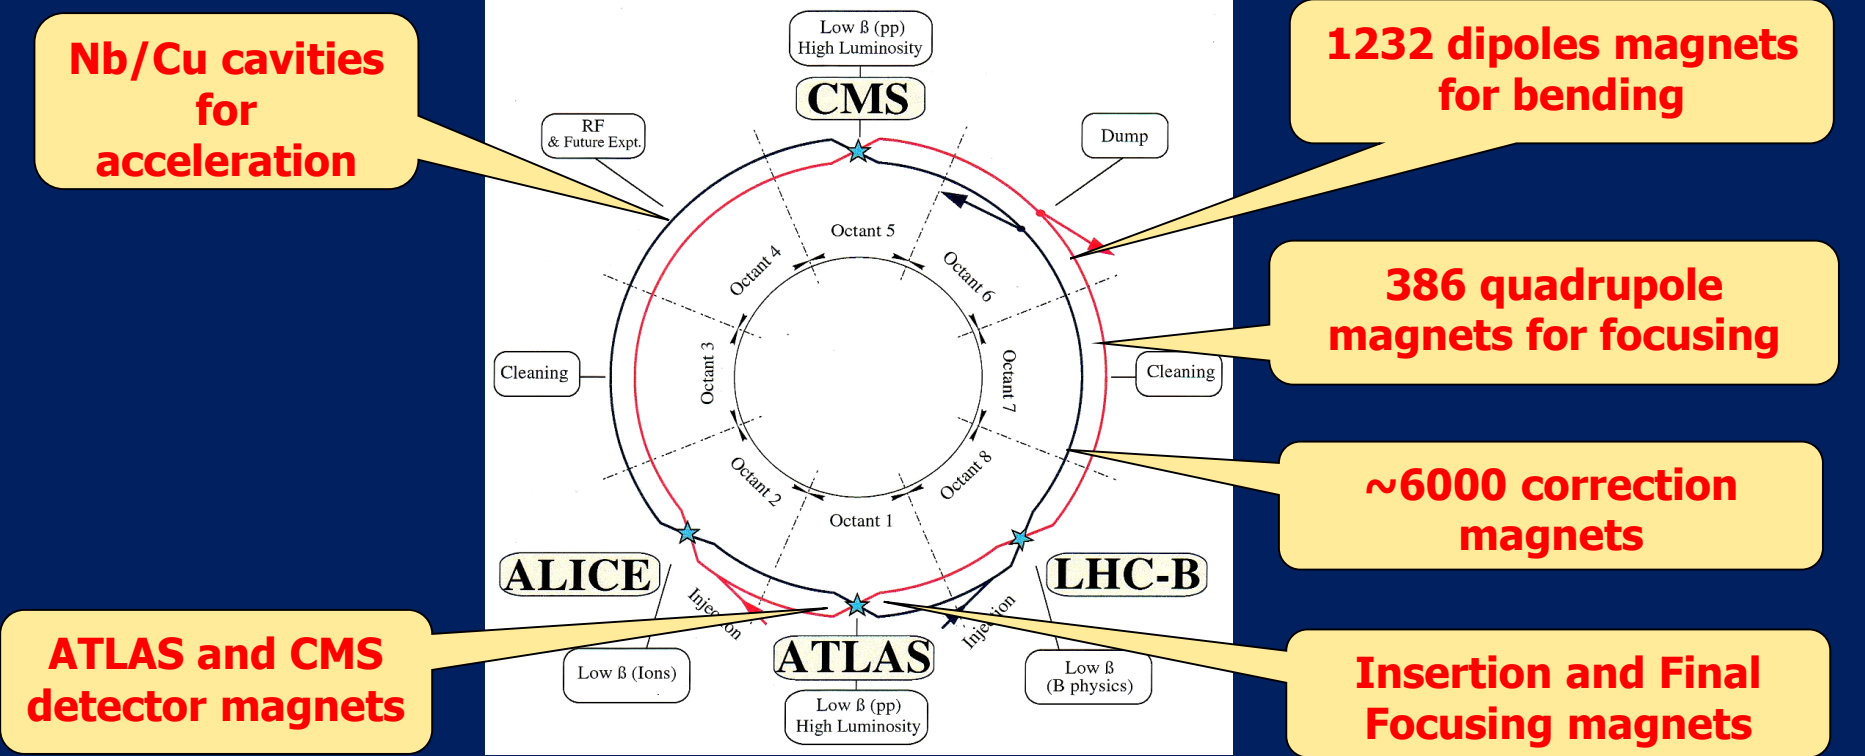 Nb/Cu cavities
for
acceleration
Low ß (pp)
High Luminosity
CMS
1232 dipoles magnets
for bending
RF
& Future Expt.
Dump
Octant 5
Octant 4
Octant 6
386 quadrupole
magnets for focusing
Cleaning
Octant 3
Octant 7
Cleaning
Octant 2
Octant 8
Octant 1
~6000 correction
magnets
ALICE
LHC-B
Injection
Injection
ATLAS and CMS
detector magnets
Low ß (Ions)
ATLAS
Low ß (pp)
High Luminosity
Low ß
(B physics)
Insertion and Final
Focusing magnets